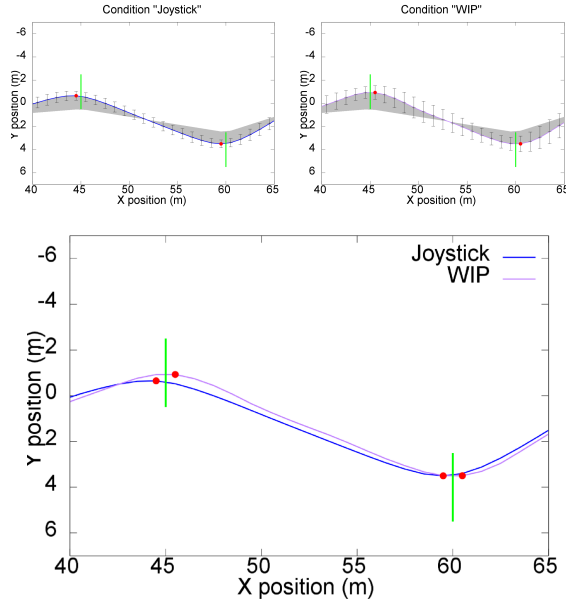 Condition "Joystick"
-6
-4
-2
0
2
4
6
40 45 50 55 60 65
X position (m)
Y position (m)
Condition "WIP"
-6
-4
-2
0
2
4
6
40 45 50 55 60 65
X position (m)
Y position (m)
Joystick
WIP
-6
-4
-2
0
2
4
6
40 45 50 55 60 65
X position (m)
Y position (m)